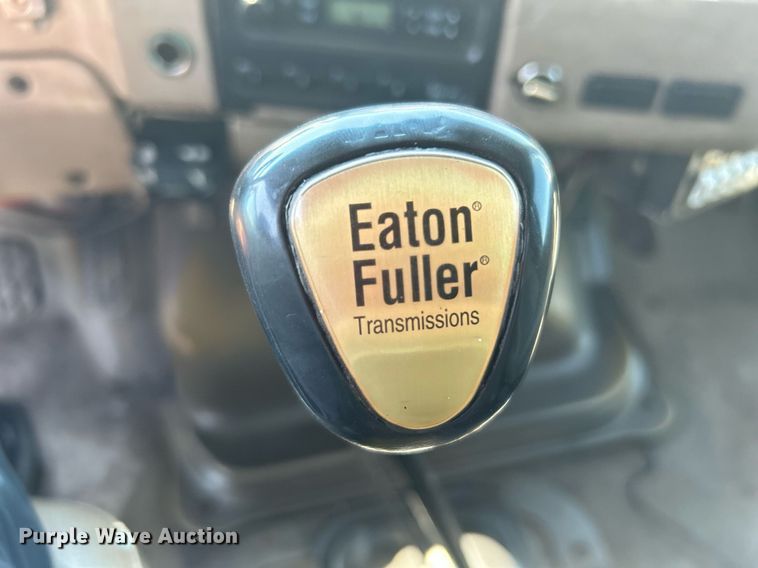 Eaton®
Fuller®
Transmissions
Purple Wave Auction®